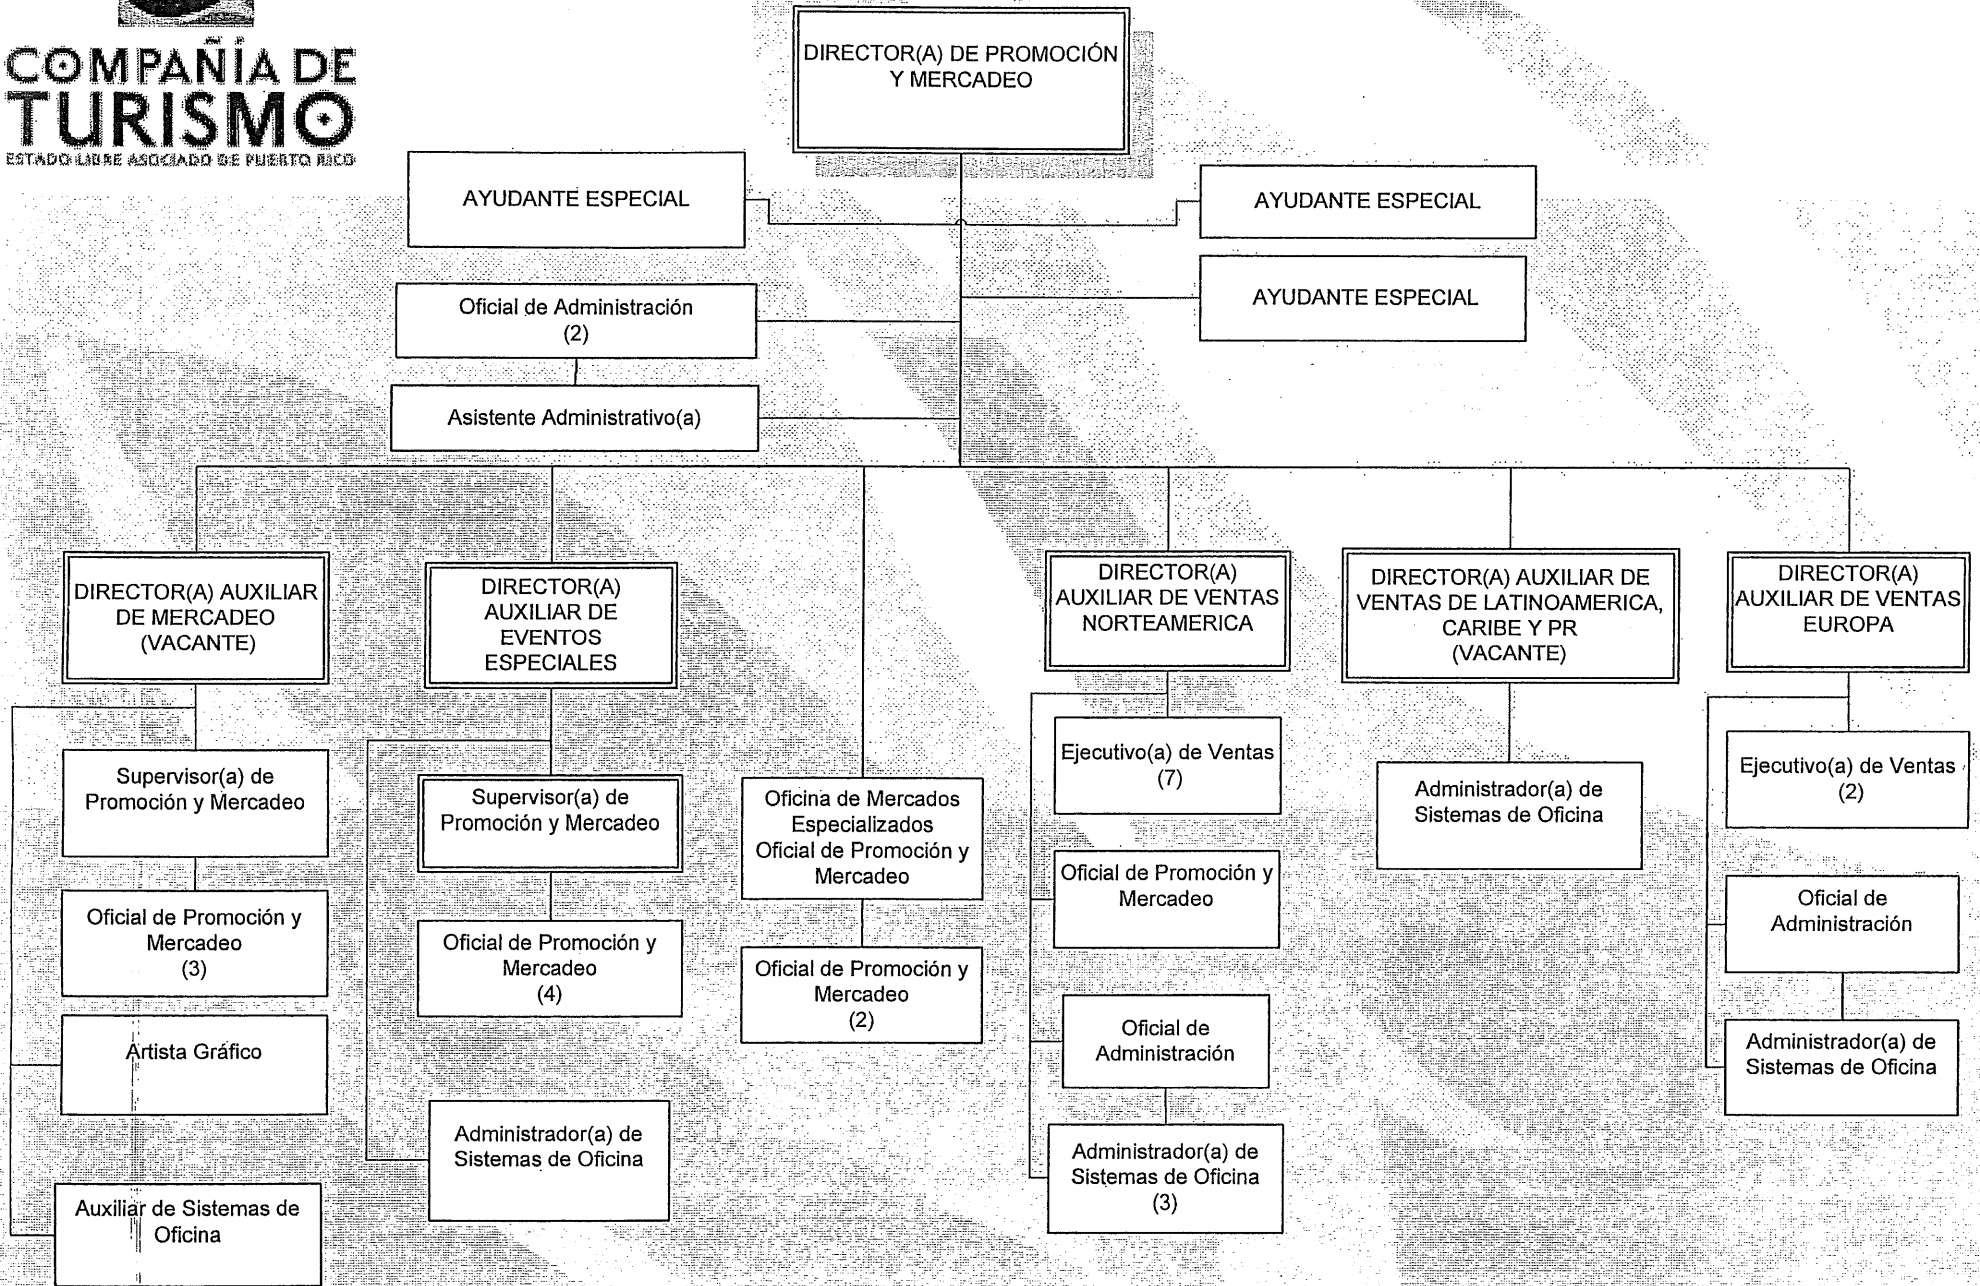 COMPAÑÍA DE
TURISMO
ESTADO LIBRE ASOCIADO DE PUERTO RICO
DIRECTOR(A) DE PROMOCIÓN
Y MERCADEO
AYUDANTE ESPECIAL
AYUDANTE ESPECIAL
AYUDANTE ESPECIAL
Oficial de Administración
(2)
Asistente Administrativo(a)
DIRECTOR(A) AUXILIAR
DE MERCADEO
(VACANTE)
Supervisor(a) de
Promoción y Mercadeo
Oficial de Promoción y
Mercadeo
(3)
Artista Gráfico
Auxiliar de Sistemas de
Oficina
DIRECTOR(A)
AUXILIAR DE
EVENTOS
ESPECIALES
Supervisor(a) de
Promoción y Mercadeo
Oficial de Promoción y
Mercadeo
(4)
Administrador(a) de
Sistemas de Oficina
Oficina de Mercados
Especializados
Oficial de Promoción y
Mercadeo
Oficial de Promoción y
Mercadeo
(2)
DIRECTOR(A)
AUXILIAR DE VENTAS
NORTEAMERICA
Ejecutivo(a) de Ventas
(7)
Oficial de Promoción y
Mercadeo
Oficial de
Administración
Administrador(a) de
Sistemas de Oficina
(3)
DIRECTOR(A) AUXILIAR DE
VENTAS DE LATINOAMERICA,
CARIBE Y PR
(VACANTE)
Administrador(a) de
Sistemas de Oficina
DIRECTOR(A)
AUXILIAR DE VENTAS
EUROPA
Ejecutivo(a) de Ventas
(2)
Oficial de
Administración
Administrador(a) de
Sistemas de Oficina